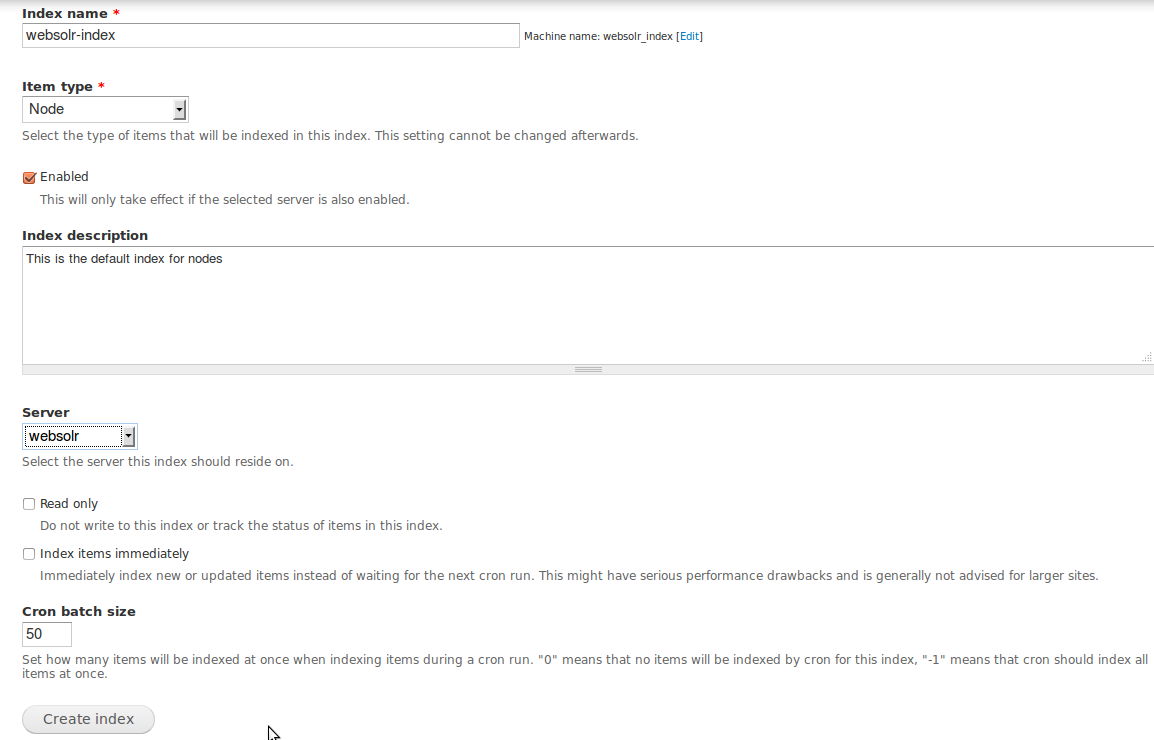 Index name *
websolr-index Machine name: websolr_index [Edit]
Item type *
Node
Select the type of items that will be indexed in this index. This setting cannot be changed afterwards.
Enabled
This will only take effect if the selected server is also enabled.
Index description
This is the default index for nodes
Server
websolr
Select the server this index should reside on.
Read only
Do not write to this index or track the status of items in this index.
Index items immediately
Immediately index new or updated items instead of waiting for the next cron run. This might have serious performance drawbacks and is generally not advised for larger sites.
Cron batch size
50
Set how many items will be indexed at once when indexing items during a cron run. "0" means that no items will be indexed by cron for this index, "-1" means that cron should index all
items at once.
Create index